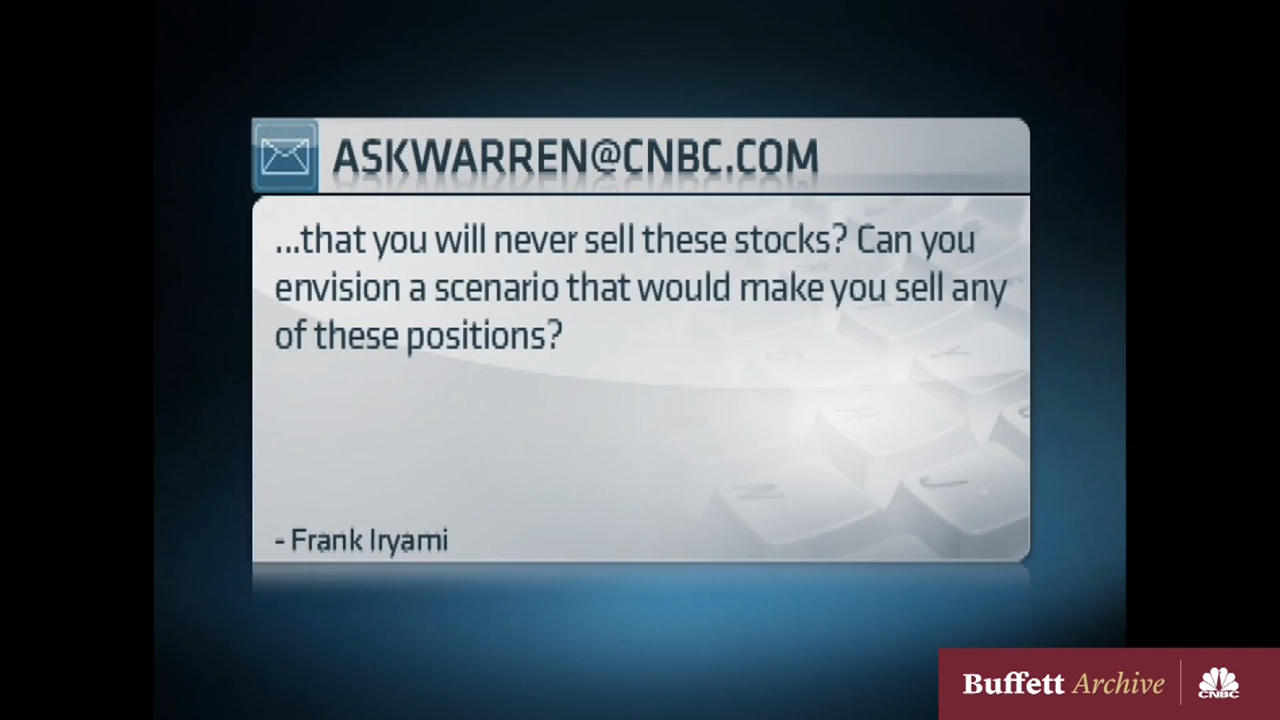 ASKWARREN@CNBC.COM
...that you will never sell these stocks? Can you
envision a scenario that would make you sell any
of these positions?
- Frank Iryami
Buffett Archive
CNBC